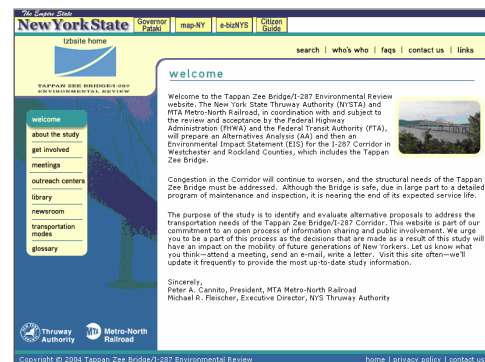 The Empire State
New York State
Governor Pataki
map-NY
e-bizNYS
Citizen Guide
tzbsite home
search | who's who | faqs | contact us | links
TAPPAN ZEE BRIDGE/I-287
ENVIRONMENTAL REVIEW
welcome
welcome
about the study
get involved
meetings
outreach centers
library
newsroom
transportation
modes
glossary
Welcome to the Tappan Zee Bridge/I-287 Environmental Review
website. The New York State Thruway Authority (NYSTA) and
MTA Metro-North Railroad, in coordination with and subject to
the review and acceptance by the Federal Highway
Administration (FHWA) and the Federal Transit Authority (FTA),
will prepare an Alternatives Analysis (AA) and then an
Environmental Impact Statement (EIS) for the I-287 Corridor in
Westchester and Rockland Counties, which includes the Tappan
Zee Bridge.
Congestion in the Corridor will continue to worsen, and the structural needs of the Tappan
Zee Bridge must be addressed. Although the Bridge is safe, due in large part to a detailed
program of maintenance and inspection, it is nearing the end of its expected service life.
The purpose of the study is to identify and evaluate alternative proposals to address the
transportation needs of the Tappan Zee Bridge/I-287 Corridor. This website is part of our
commitment to an open process of information sharing and public involvement. We urge
you to be a part of this process as the decisions that are made as a result of this study will
have an impact on the mobility of future generations of New Yorkers. Let us know what
you think—attend a meeting, send an e-mail, write a letter. Visit this site often—we'll
update it frequently to provide the most up-to-date study information.
Sincerely,
Peter A. Cannito, President, MTA Metro-North Railroad
Michael R. Fleischer, Executive Director, NYS Thruway Authority
Thruway
Authority
MTA
Metro-North
Railroad
Copyright © 2004 Tappan Zee Bridge/I-287 Environmental Review
home | privacy policy | contact us